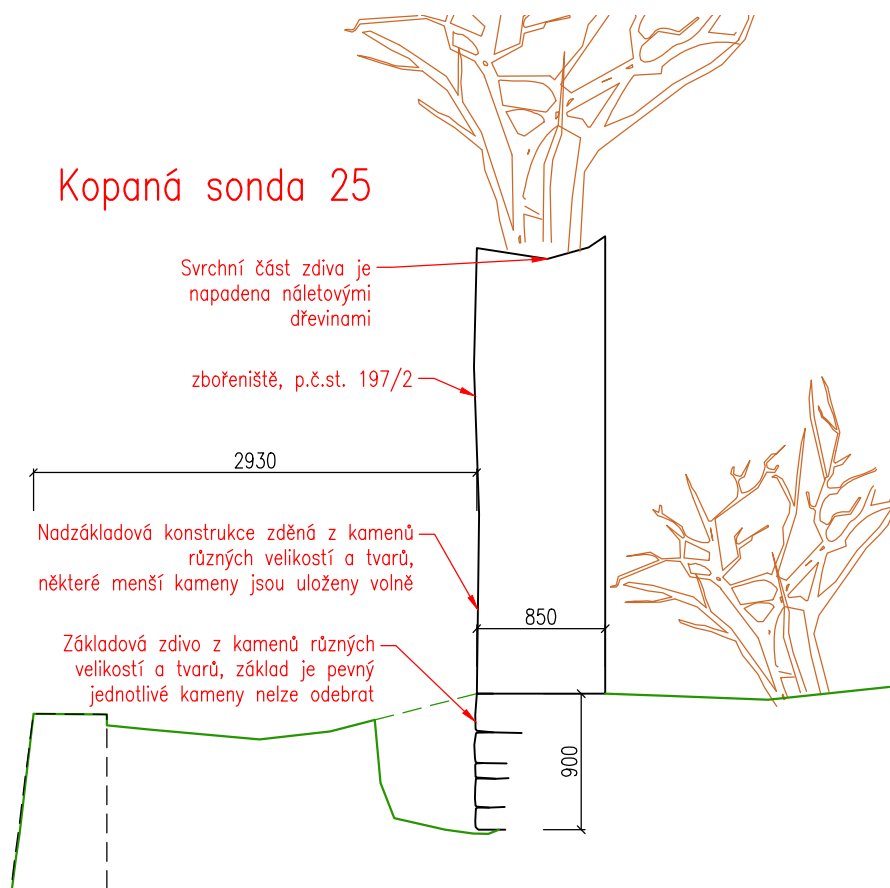 Kopaná sonda 25
Svrchní část zdiva je
napadena náletovými
dřevinami
zbořeniště, p.č.st. 197/2
2930
Nadzákladová konstrukce zděná z kamenů
různých velikostí a tvarů,
některé menší kameny jsou uloženy volně
850
Základová zdivo z kamenů různých
velikostí a tvarů, základ je pevný
jednotlivé kameny nelze odebrat
900